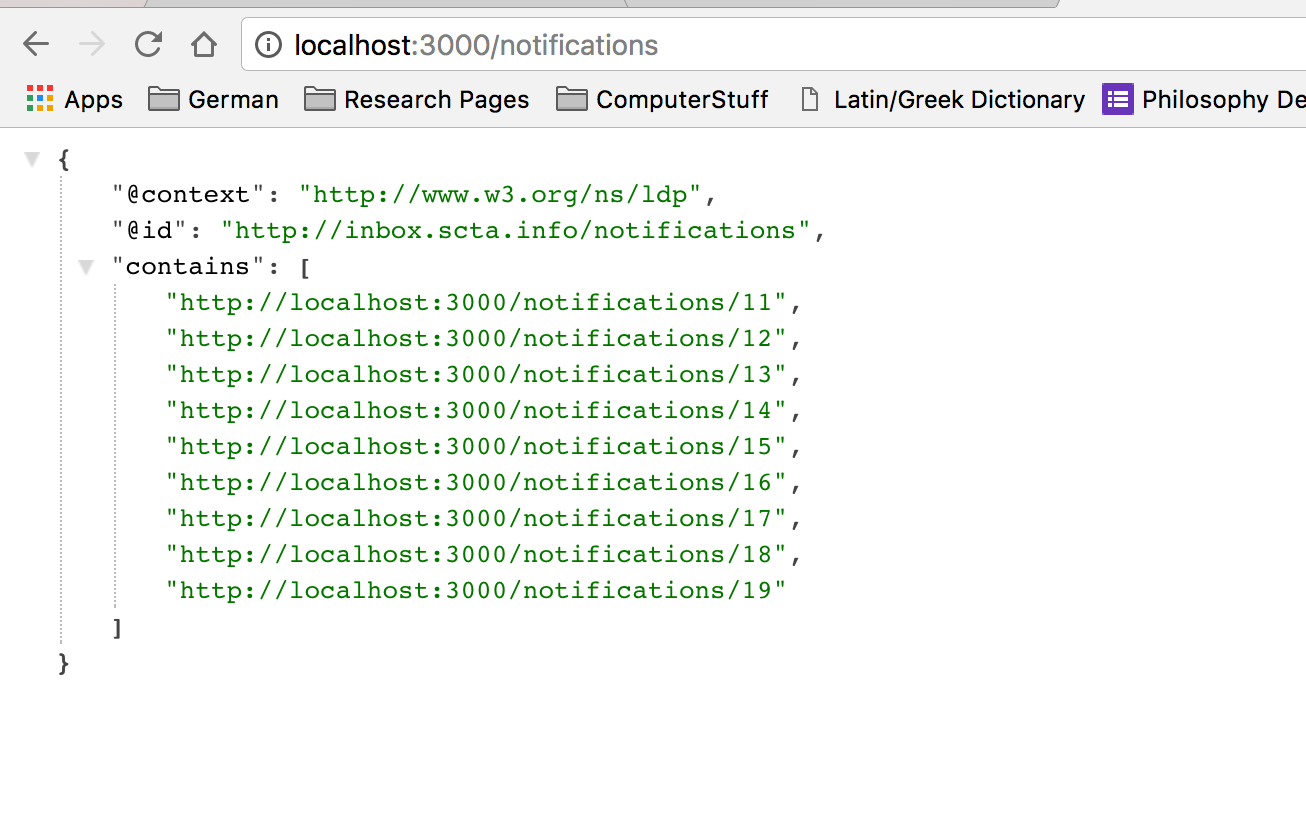 localhost:3000/notifications
Apps German Research Pages ComputerStuff Latin/Greek Dictionary Philosophy De
{
"@context": "http://www.w3.org/ns/ldp",
"@id": "http://inbox.scta.info/notifications",
"contains": [
"http://localhost:3000/notifications/11",
"http://localhost:3000/notifications/12",
"http://localhost:3000/notifications/13",
"http://localhost:3000/notifications/14",
"http://localhost:3000/notifications/15",
"http://localhost:3000/notifications/16",
"http://localhost:3000/notifications/17",
"http://localhost:3000/notifications/18",
"http://localhost:3000/notifications/19"
]
}